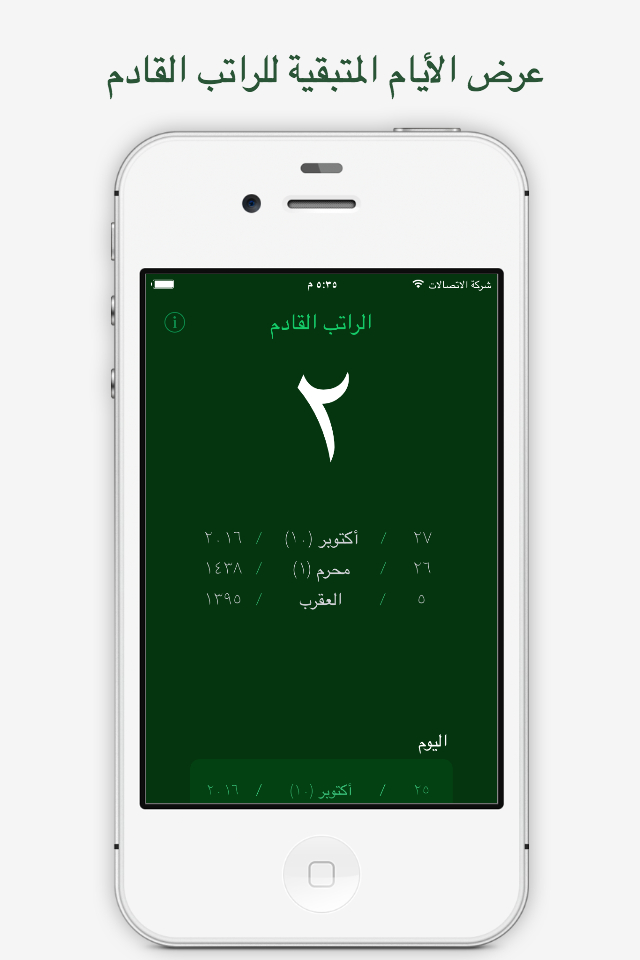 عرض الأيام المتبقية للراتب القادم
شركة الاتصالات ٥:٣٥ م
الراتب القادم
٢
٢٧ / أكتوبر (١٠) / ٢٠١٦
٢٦ / محرم (١) / ١٤٣٨
٥ / العقرب / ١٣٩٥
اليوم
٢٥ / أكتوبر (١٠) / ٢٠١٦